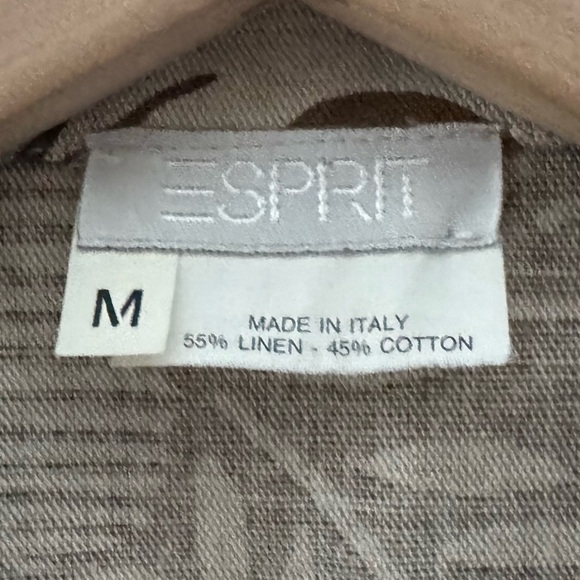 ESPRIT
M
MADE IN ITALY
55% LINEN - 45% COTTON